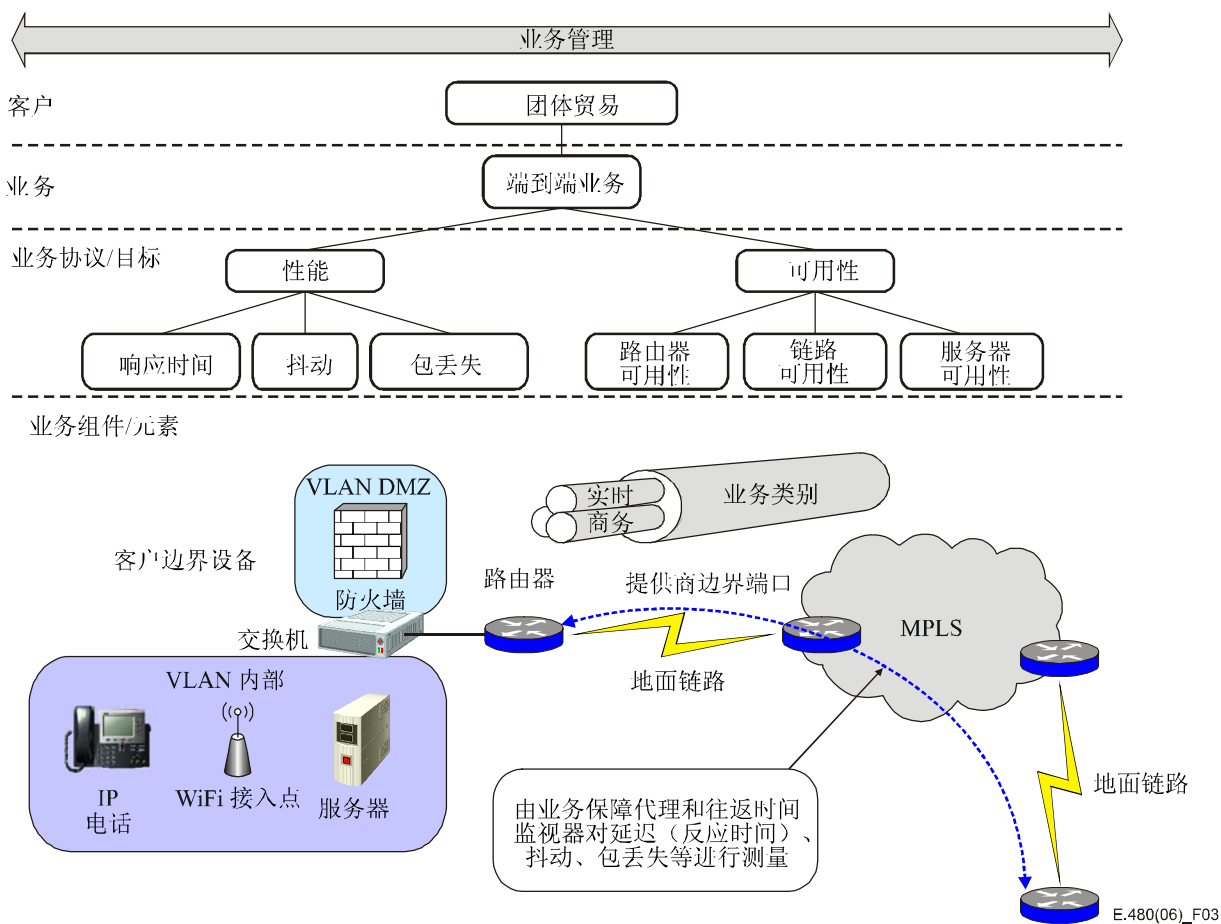 业务管理
客户
团体贸易
业务
端到端业务
业务协议/目标
性能
可用性
响应时间
抖动
包丢失
路由器
可用性
链路
可用性
服务器
可用性
业务组件/元素
VLAN DMZ
防火墙
实时
商务
业务类别
客户边界设备
路由器
提供商边界端口
MPLS
交换机
地面链路
VLAN 内部
IP
电话
WiFi 接入点
服务器
地面链路
由业务保障代理和往返时间
监视器对延迟（反应时间）、
抖动、包丢失等进行测量
E.480(06)_F03